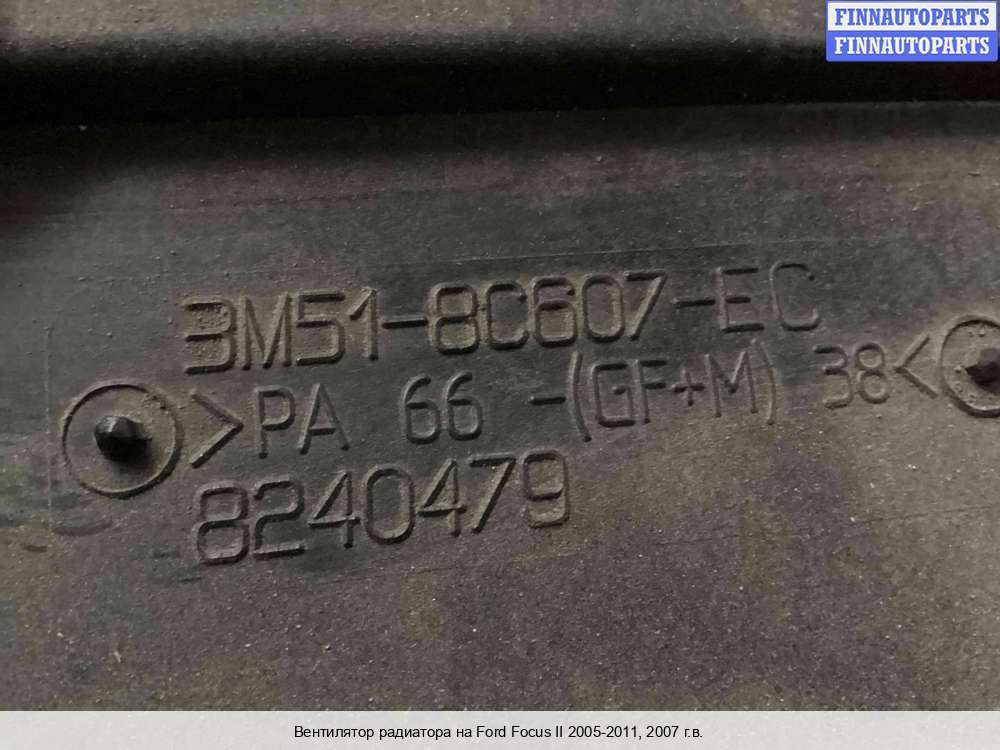 FINNAUTOPARTS
FINNAUTOPARTS
3M51-8C607-EC
>PA 66 -(GF+M) 38<
8240479
Вентилятор радиатора на Ford Focus II 2005-2011, 2007 г.в.